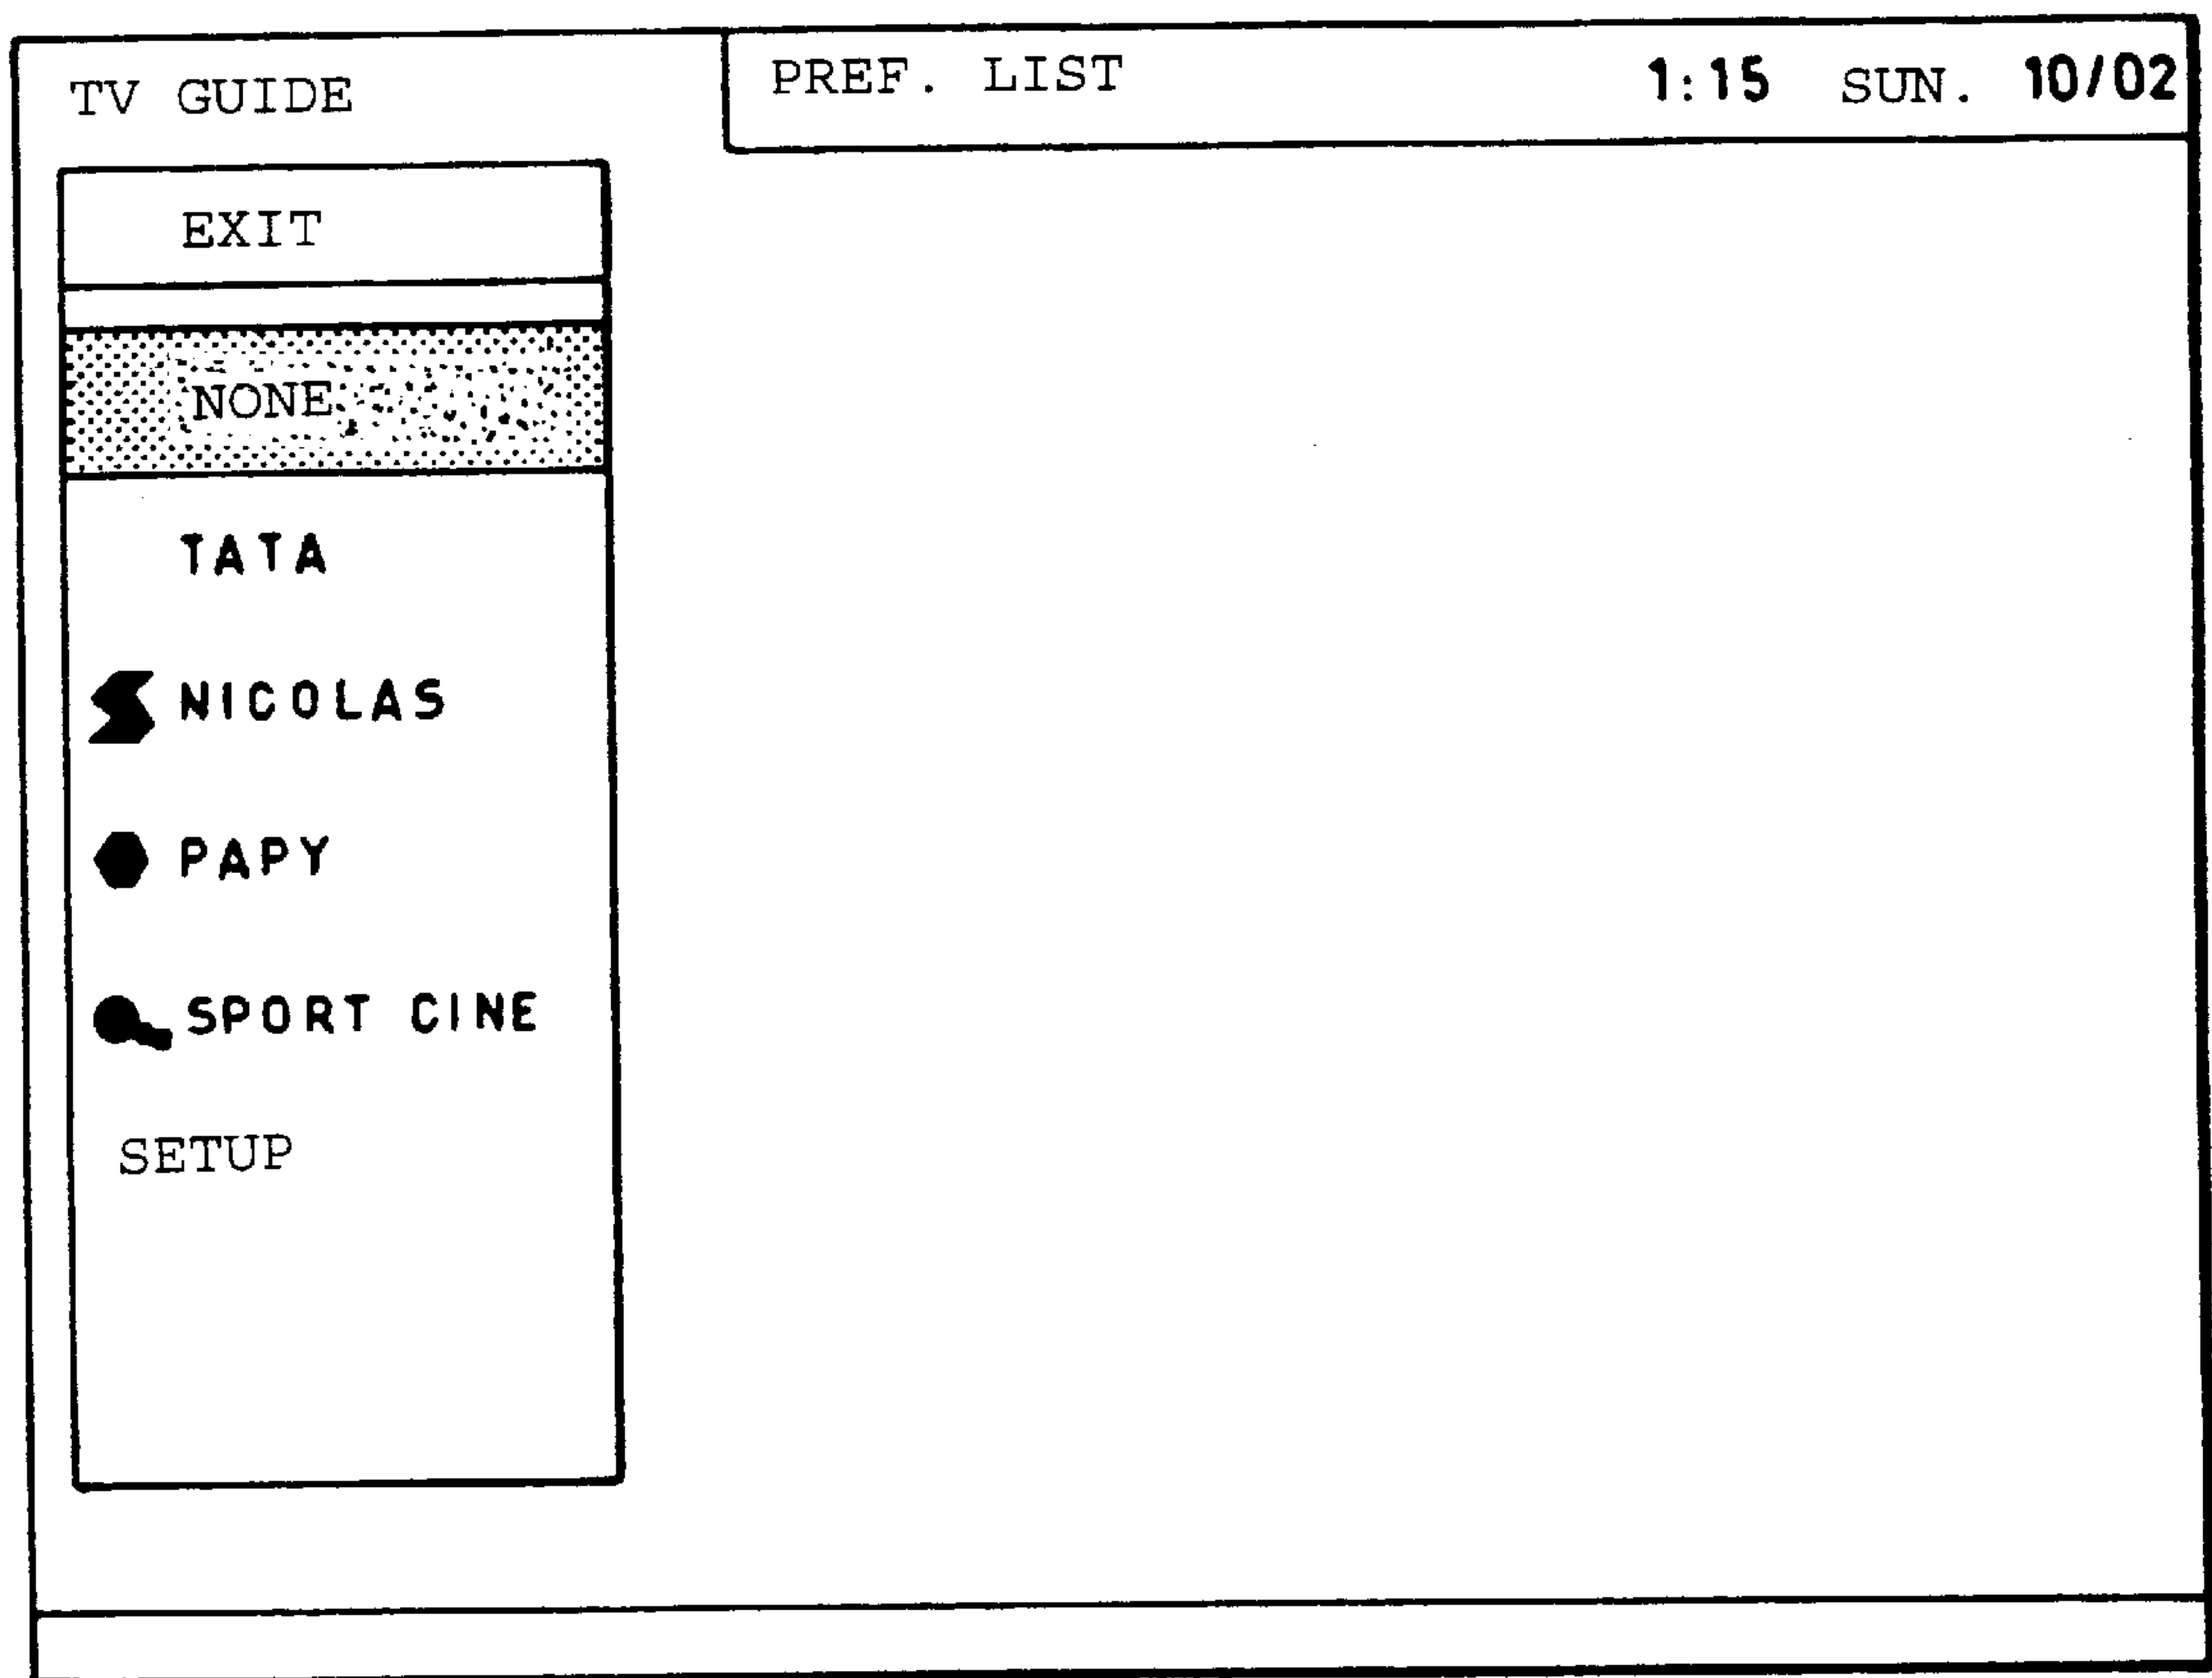 TV GUIDE
PREF. LIST 1:15 SUN. 10/02
EXIT
NONE
TATA
NICOLAS
PAPY
SPORT CINE
SETUP